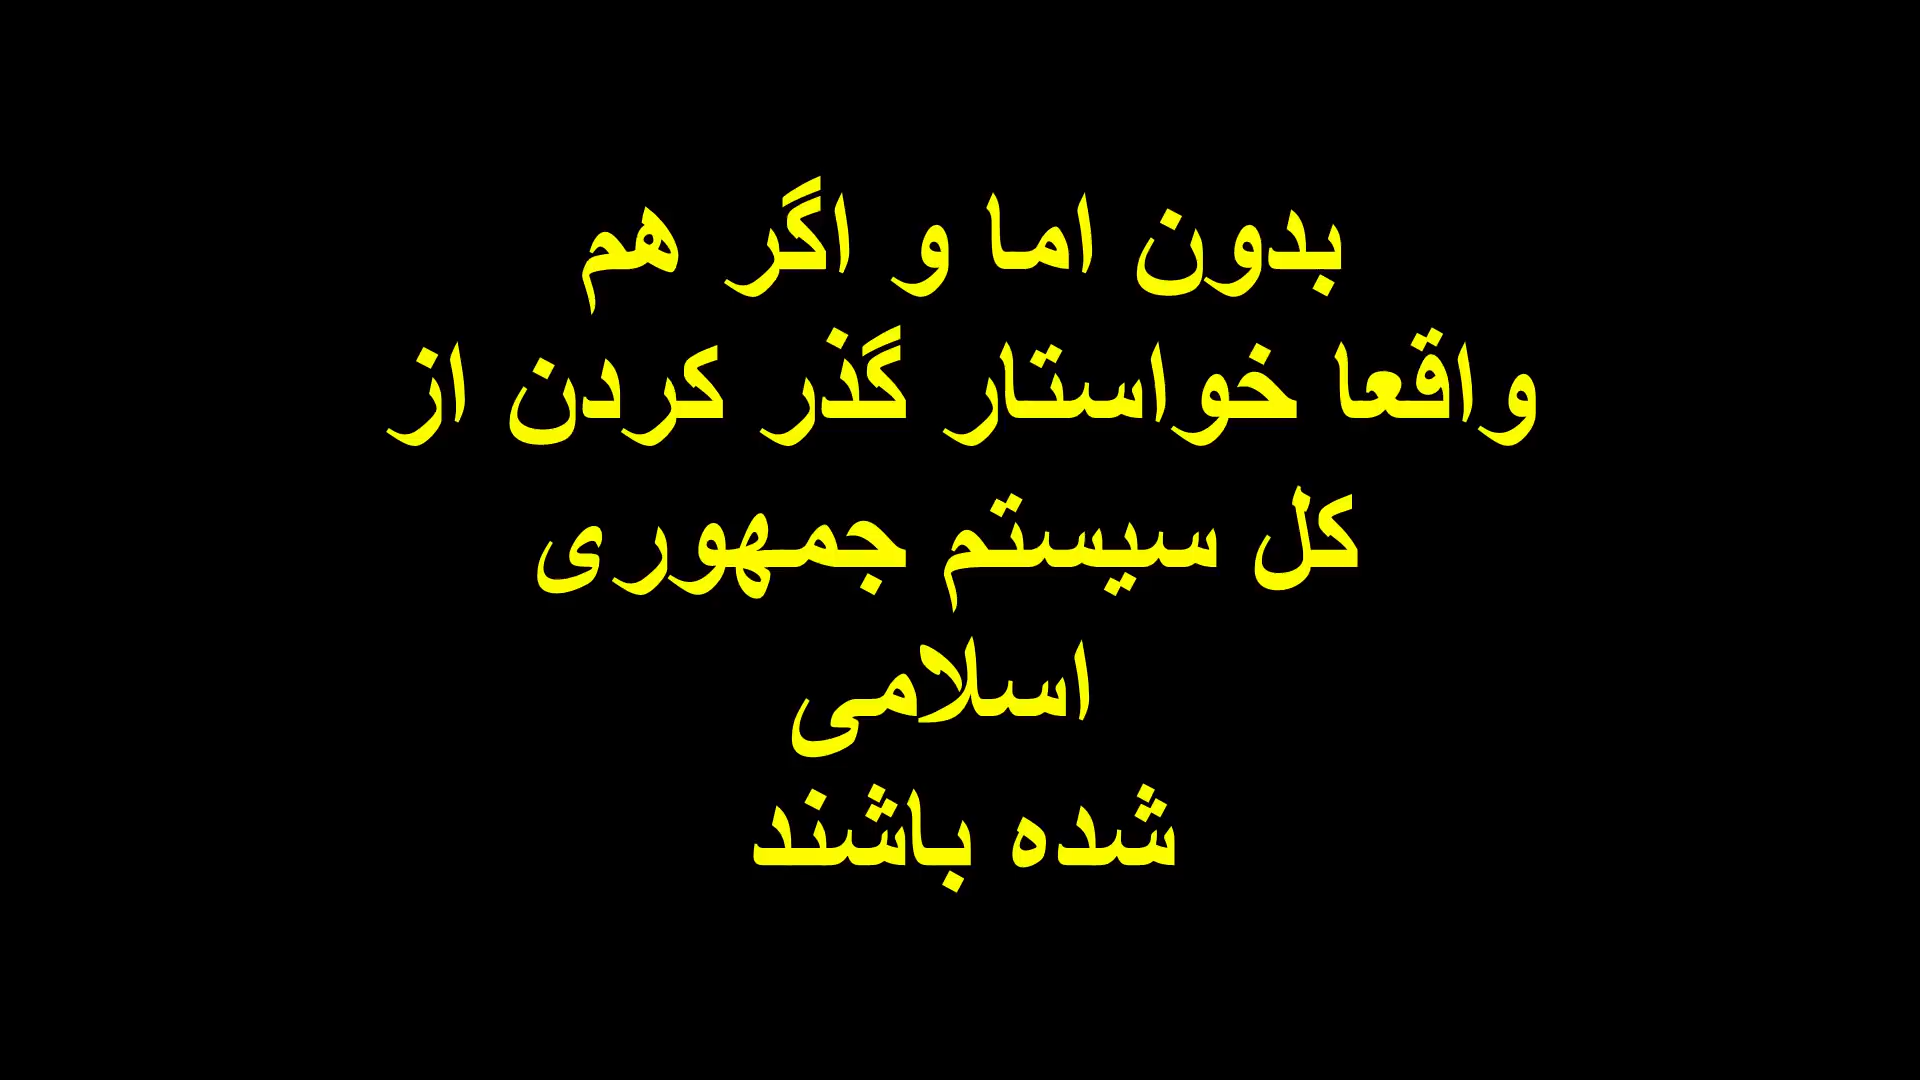 بدون اما و اگر هم
واقعا خواستار گذر کردن از
کل سیستم جمهوری
اسلامی
شده باشند